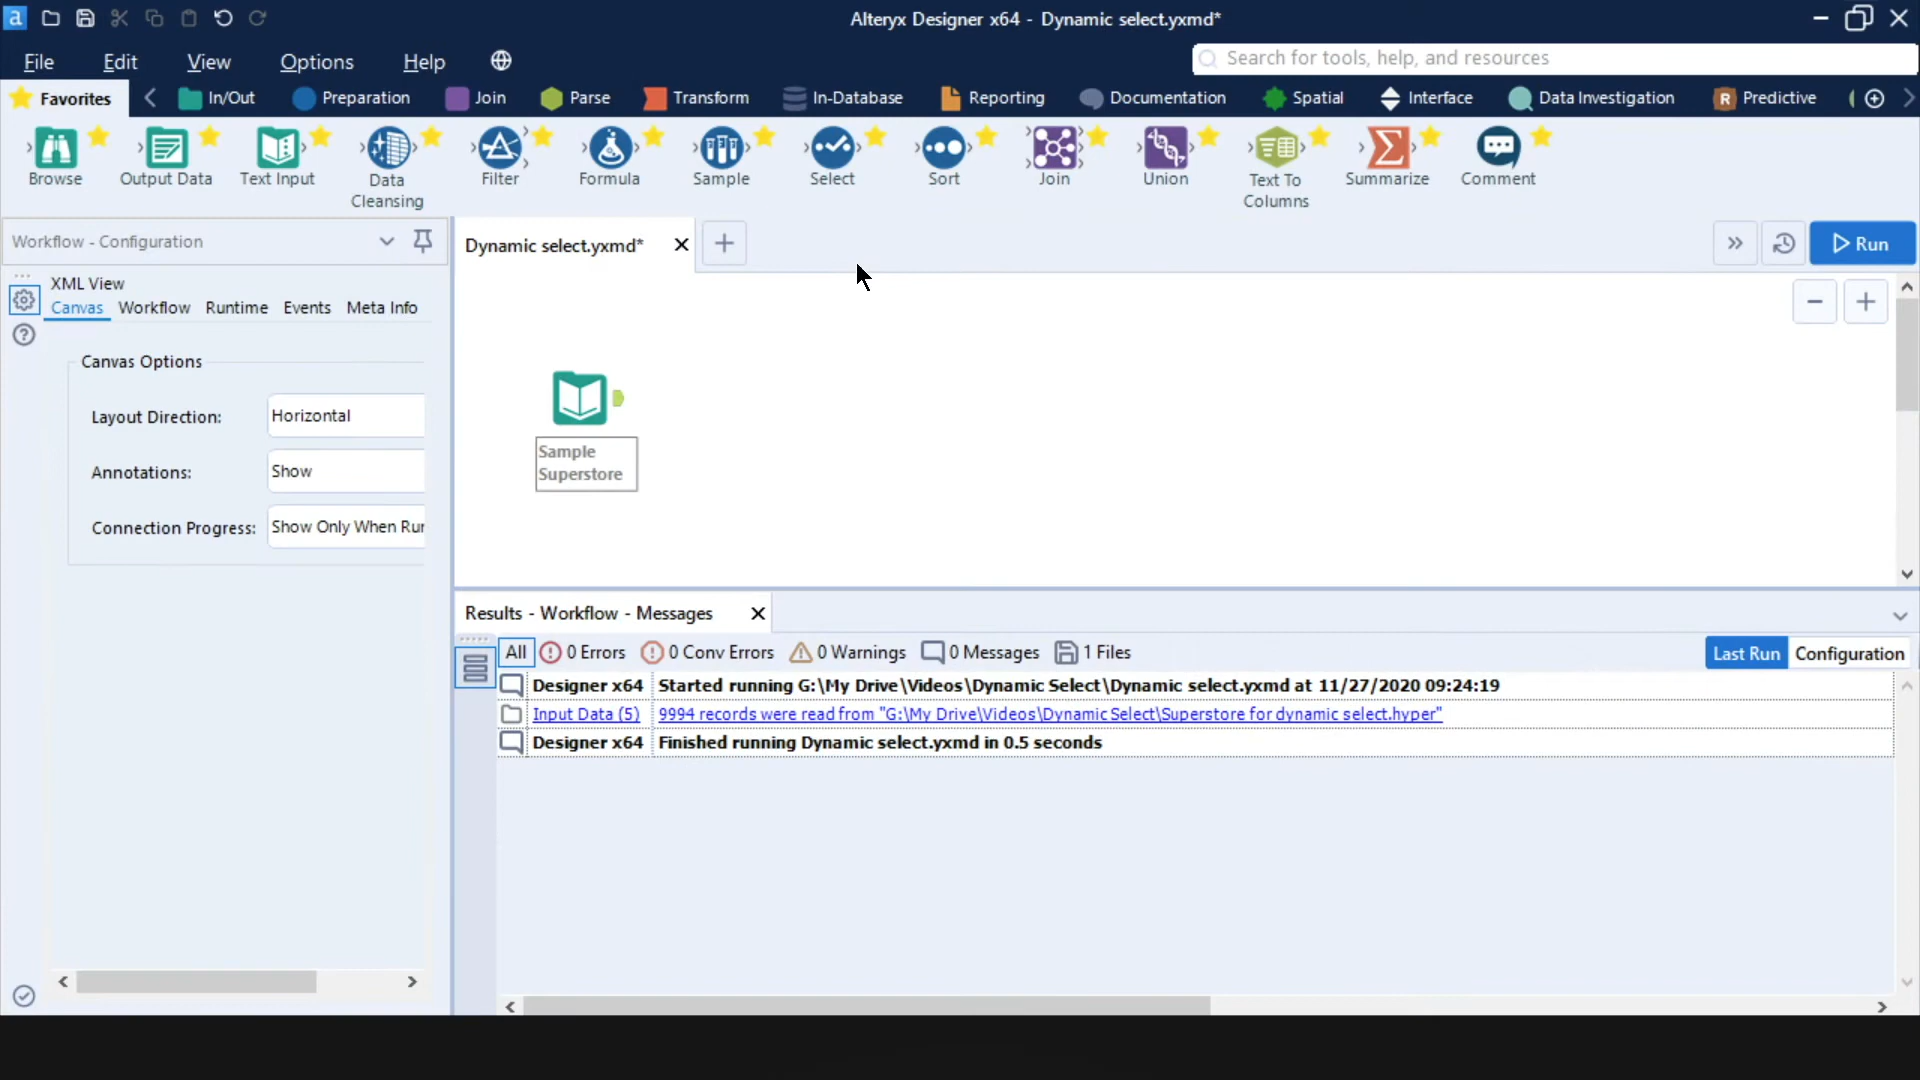 a
Alteryx Designer x64 - Dynamic select.yxmd*
File Edit View Options Help
Search for tools, help, and resources
Favorites In/Out Preparation Join Parse Transform In-Database Reporting Documentation Spatial Interface Data Investigation R Predictive
Browse Output Data Text Input Data Cleansing Filter Formula Sample Select Sort Join Union Text To Columns Summarize Comment
Workflow - Configuration
Dynamic select.yxmd*
Run
XML View
Canvas Workflow Runtime Events Meta Info
Canvas Options
Layout Direction: Horizontal
Annotations: Show
Connection Progress: Show Only When Rur
Sample
Superstore
Results - Workflow - Messages
All 0 Errors 0 Conv Errors 0 Warnings 0 Messages 1 Files Last Run Configuration
Designer x64 Started running G:\My Drive\Videos\Dynamic Select\Dynamic select.yxmd at 11/27/2020 09:24:19
Input Data (5) 9994 records were read from "G:\My Drive\Videos\Dynamic Select\Superstore for dynamic select.hyper"
Designer x64 Finished running Dynamic select.yxmd in 0.5 seconds